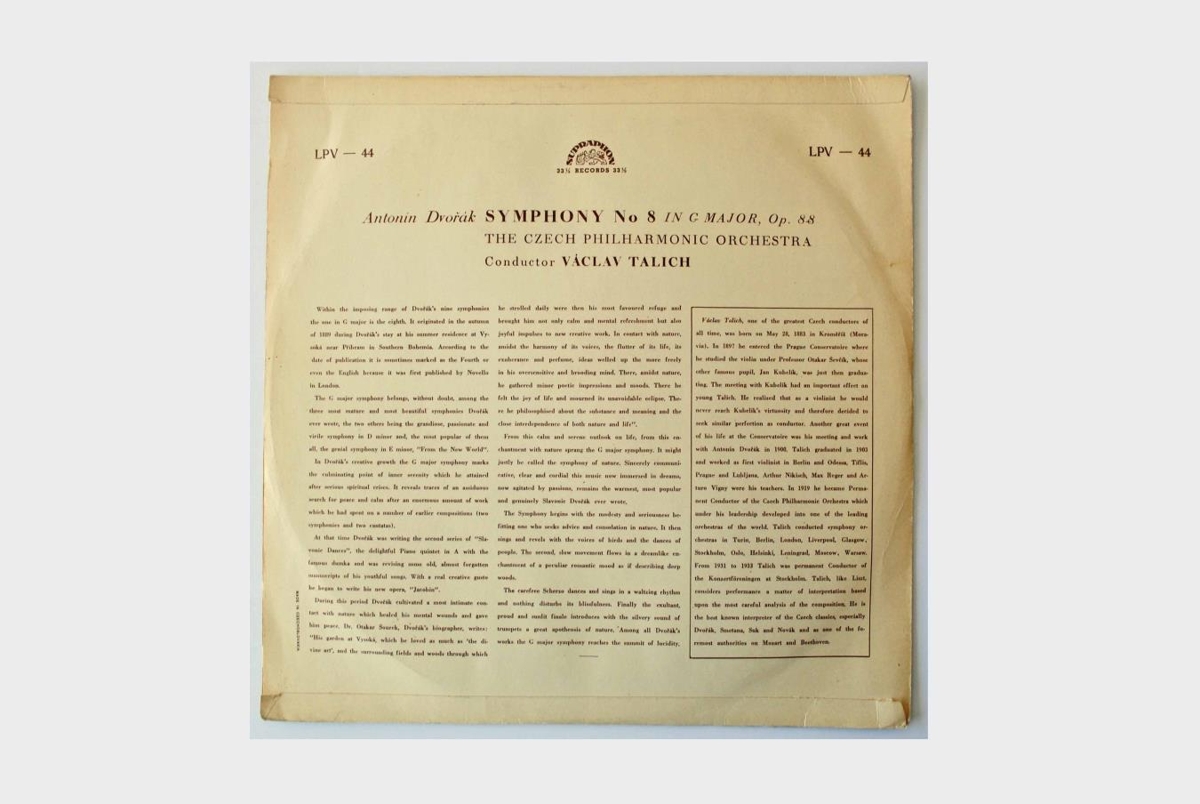 LPV — 44
SUPRAPHON
33⅓ RECORDS 33⅓
LPV — 44
Antonín Dvořák SYMPHONY No 8 IN G MAJOR, Op. 88
THE CZECH PHILHARMONIC ORCHESTRA
Conductor VÁCLAV TALICH
Within the imposing range of Dvořák's nine symphonies
the one in G major is the eighth. It originated in the autumn
of 1889 during Dvořák's stay at his summer residence at Vy-
soká near Příbram in Southern Bohemia. According to the
date of publication it is sometimes marked as the Fourth or
even the English because it was first published by Novello
in London.
The G major symphony belongs, without doubt, among the
three most mature and most beautiful symphonies Dvořák
ever wrote, the two others being the grandiose, passionate and
virile symphony in D minor and, the most popular of them
all, the genial symphony in E minor, "From the New World".
In Dvořák's creative growth the G major symphony marks
the culminating point of inner serenity which he attained
after serious spiritual crises. It reveals traces of an assiduous
search for peace and calm after an enormous amount of work
which he had spent on a number of earlier compositions (two
symphonies and two cantatas).
At that time Dvořák was writing the second series of "Sla-
vonic Dances", the delightful Piano quintet in A with the
famous dumka and was revising some old, almost forgotten
manuscripts of his youthful songs. With a real creative gusto
he began to write his new opera, "Jacobin".
During this period Dvořák cultivated a most intimate con-
tact with nature which healed his mental wounds and gave
him peace. Dr. Otakar Šourek, Dvořák's biographer, writes:
"His garden at Vysoká, which he loved as much as 'the di-
vine art', and the surrounding fields and woods through which
he strolled daily were then his most favoured refuge and
brought him not only calm and mental refreshment but also
joyful impulses to new creative work. In contact with nature,
amidst the harmony of its voices, the flutter of its life, its
exuberance and perfume, ideas welled up the more freely
in his oversensitive and brooding mind. There, amidst nature,
he gathered minor poetic impressions and moods. There he
felt the joy of life and mourned its unavoidable eclipse. The-
re he philosophised about the substance and meaning and the
close interdependence of both nature and life".
From this calm and serene outlook on life, from this en-
chantment with nature sprang the G major symphony. It might
justly be called the symphony of nature. Sincerely communi-
cative, clear and cordial this music now immersed in dreams,
now agitated by passions, remains the warmest, most popular
and genuinely Slavonic Dvořák ever wrote.
The Symphony begins with the modesty and seriousness be-
fitting one who seeks advice and consolation in nature. It then
sings and revels with the voices of birds and the dances of
people. The second, slow movement flows in a dreamlike en-
chantment of a peculiar romantic mood as if describing deep
woods.
The carefree Scherzo dances and sings in a waltzing rhythm
and nothing disturbs its blissfulness. Finally the exultant,
proud and manly finale introduces with the silvery sound of
trumpets a great apotheosis of nature. Among all Dvořák's
works the G major symphony reaches the summit of lucidity.
Václav Talich, one of the greatest Czech conductors of
all time, was born on May 28, 1883 in Kroměříž (Mora-
via). In 1897 he entered the Prague Conservatoire where
he studied the violin under Professor Otakar Ševčík, whose
other famous pupil, Jan Kubelík, was just then gradua-
ting. The meeting with Kubelík had an important effect on
young Talich. He realised that as a violinist he would
never reach Kubelík's virtuosity and therefore decided to
seek similar perfection as conductor. Another great event
of his life at the Conservatoire was his meeting and work
with Antonín Dvořák in 1900. Talich graduated in 1903
and worked as first violinist in Berlin and Odessa, Tiflis,
Prague and Lubljana. Arthur Nikisch, Max Reger and Ar-
turo Vigny were his teachers. In 1919 he became Perma-
nent Conductor of the Czech Philharmonic Orchestra which
under his leadership developed into one of the leading
orchestras of the world. Talich conducted symphony or-
chestras in Turin, Berlin, London, Liverpool, Glasgow,
Stockholm, Oslo, Helsinki, Leningrad, Moscow, Warsaw.
From 1931 to 1933 Talich was permanent Conductor of
the Konsertföreningen at Stockholm. Talich, like Liszt,
considers performance a matter of interpretation based
upon the most careful analysis of the composition. He is
the best known interpreter of the Czech classics, especially
Dvořák, Smetana, Suk and Novák and as one of the fo-
remost authorities on Mozart and Beethoven.